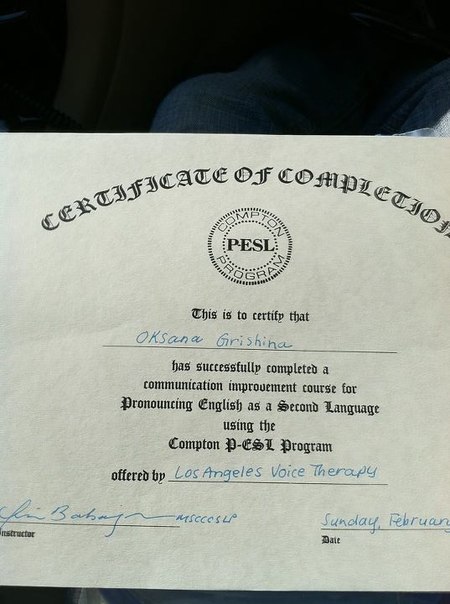 CERTIFICATE OF COMPLETION
COMPTON
P-ESL
PROGRAM
This is to certify that
Oksana Grishina
has successfully completed a
communication improvement course for
Pronouncing English as a Second Language
using the
Compton P-ESL Program
offered by Los Angeles Voice Therapy
MSCCCSLP Sunday, February
Instructor Date